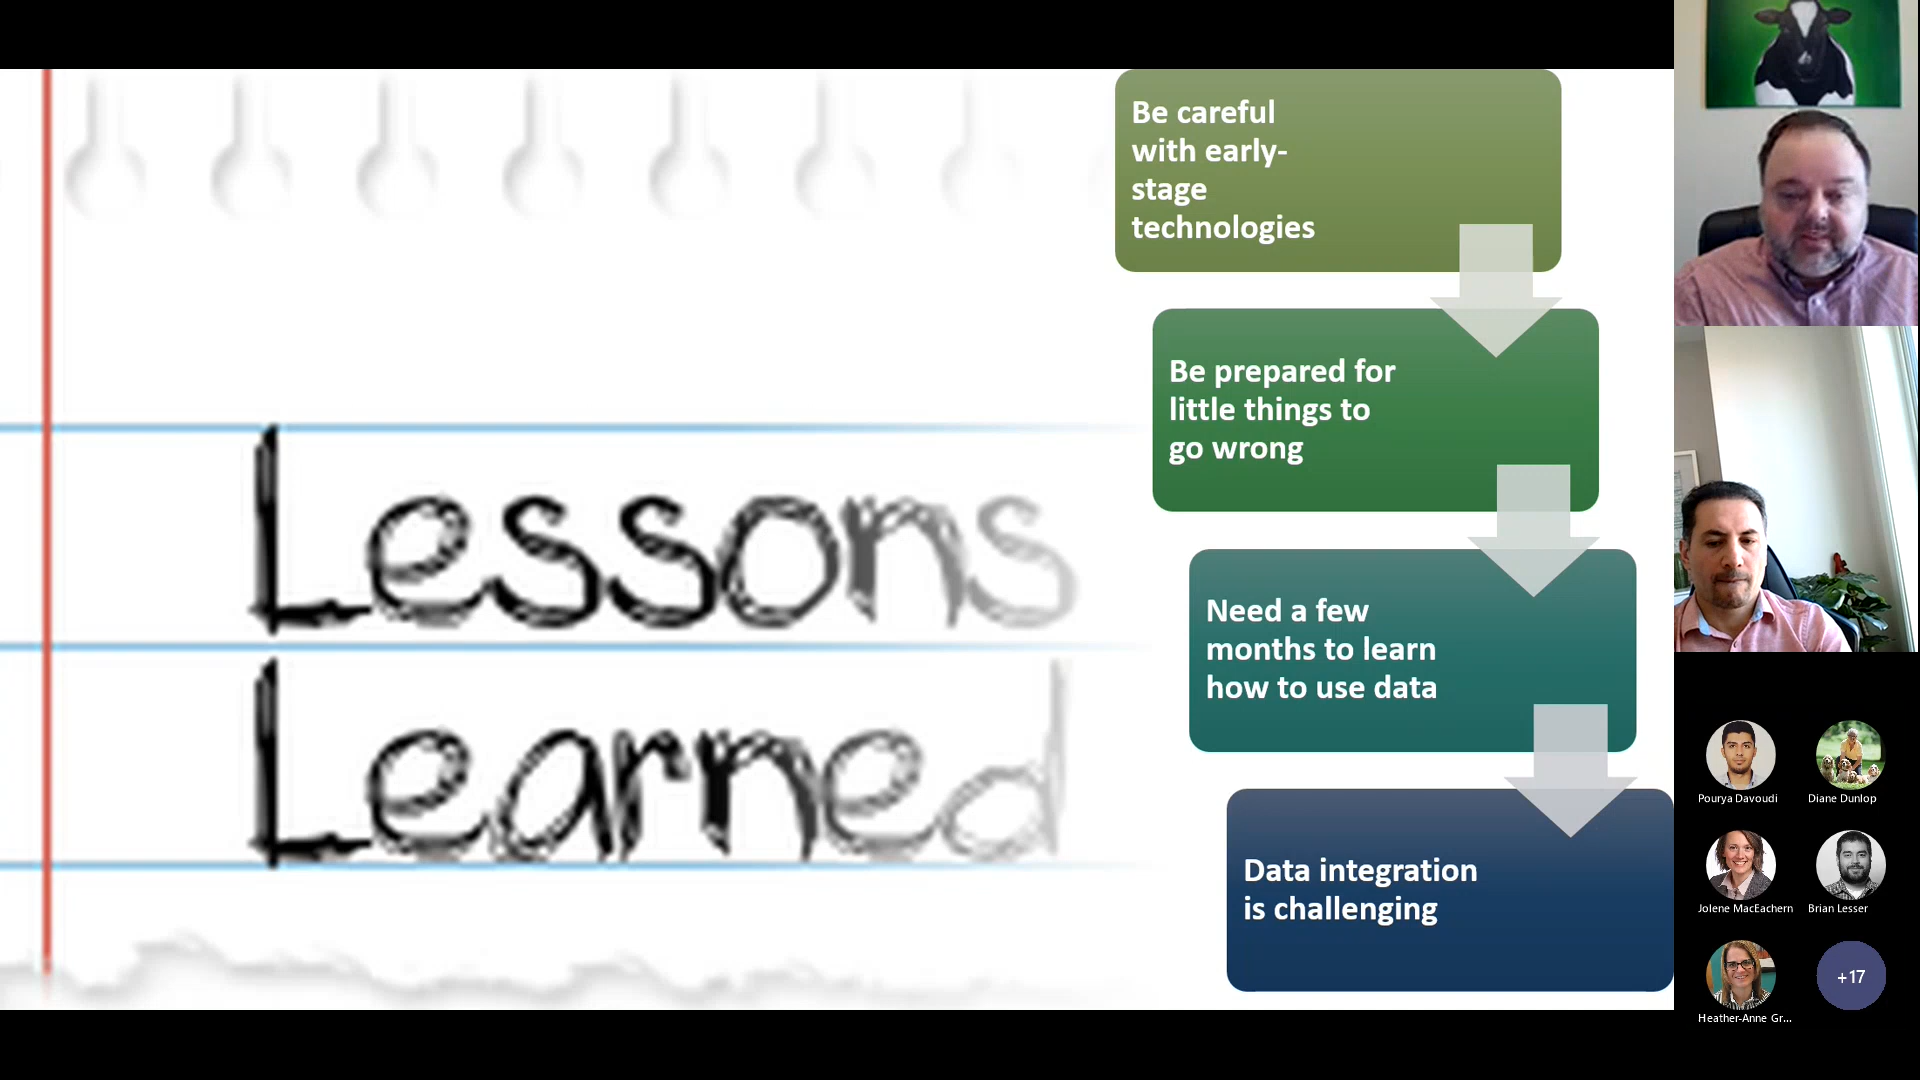 Lessons
Learned
Be careful
with early-
stage
technologies
Be prepared for
little things to
go wrong
Need a few
months to learn
how to use data
Data integration
is challenging
Pourya Davoudi
Diane Dunlop
Jolene MacEachern
Brian Lesser
Heather-Anne Gr...
+17